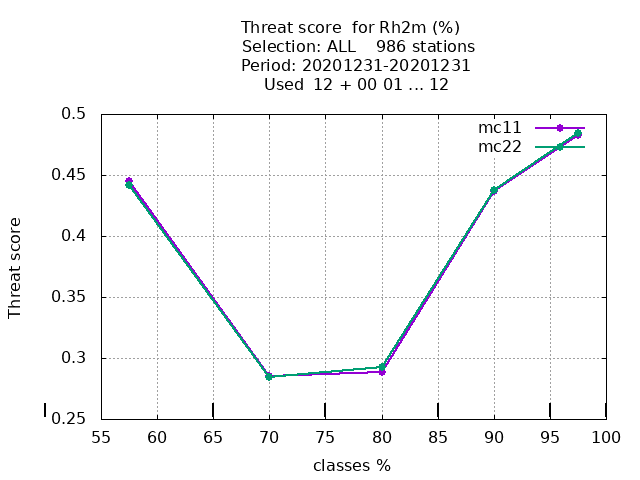 Threat score  for Rh2m (%)
Selection: ALL    986 stations
Period: 20201231-20201231
Used  12 + 00 01 ... 12
mc11
mc22
0.5
0.45
0.4
0.35
0.3
0.25
Threat score
55 60 65 70 75 80 85 90 95 100
classes %